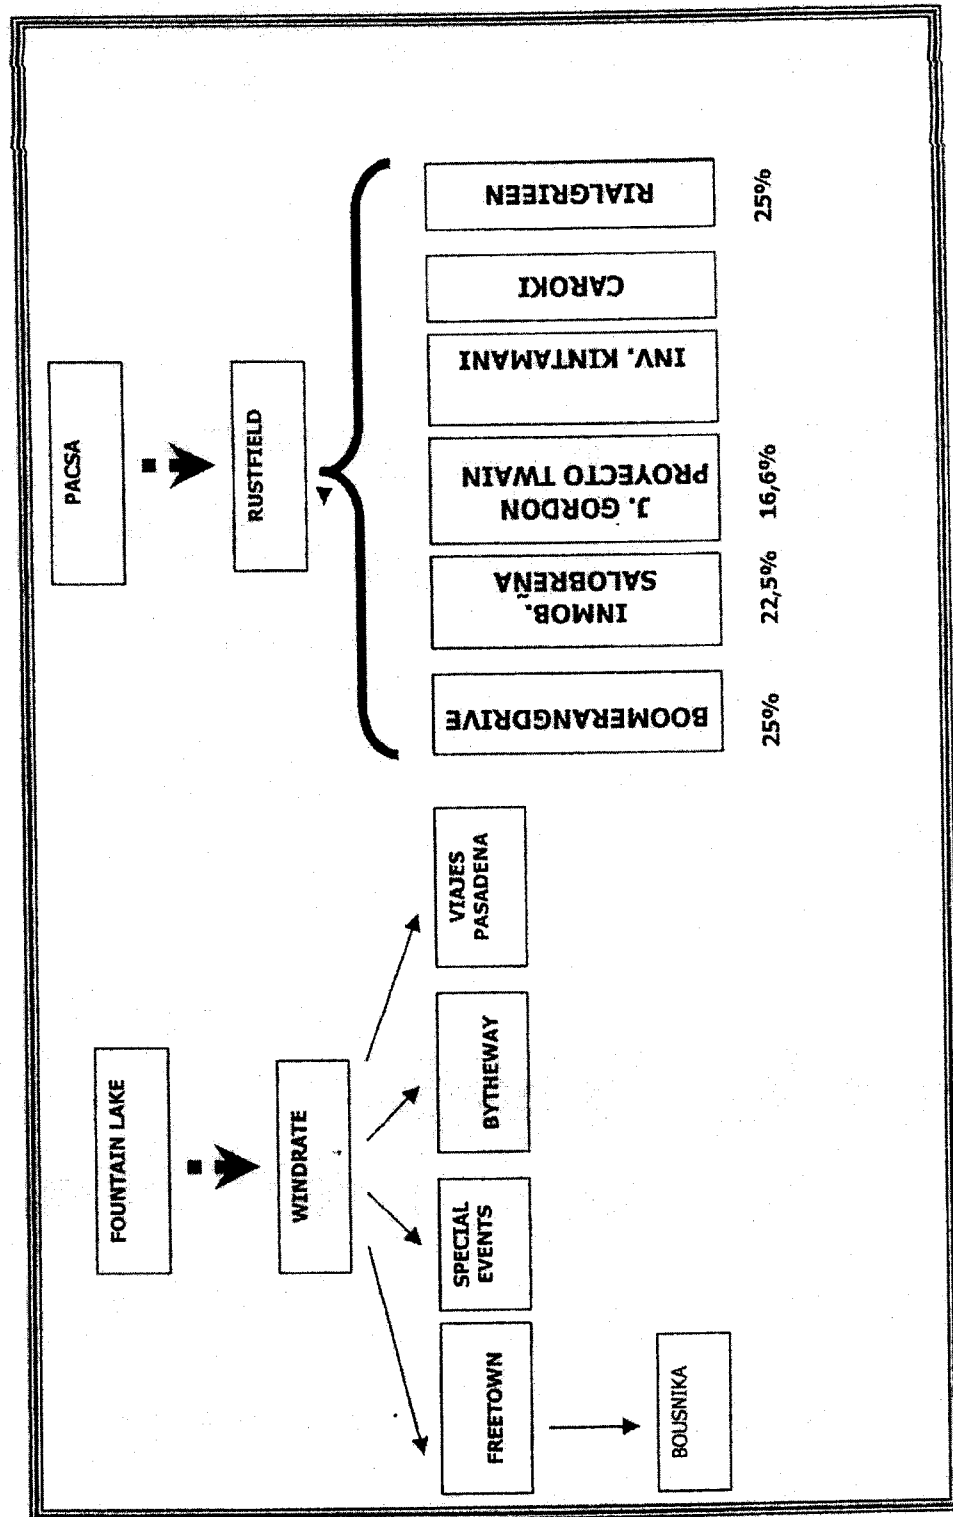 FOUNTAIN LAKE
PACSA
WINDRATE
RUSTFIELD
FREETOWN
SPECIAL
EVENTS
BYTHEWAY
VIAJES
PASADENA
BOOMERANGDRIVE
INMOB.
SALOBREÑA
J. GORDON
PROYECTO TWAIN
INV. KINTAMANI
CAROKI
RIALGRIEEN
BOUSNIKA
25%
22,5%
16,6%
25%